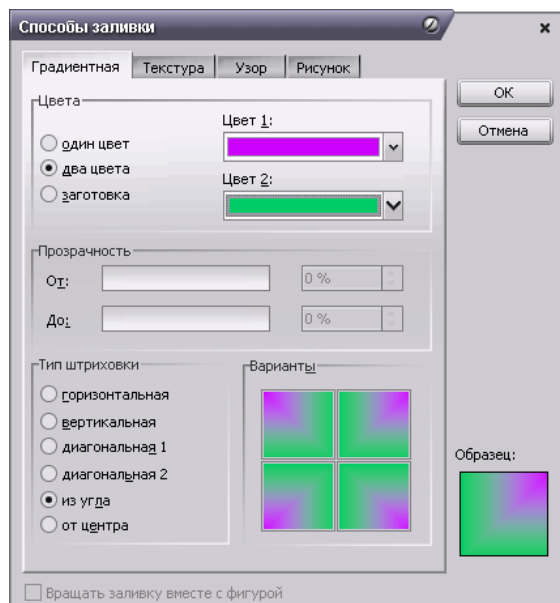 Способы заливки
Градиентная Текстура Узор Рисунок
ОК
Отмена
Цвета
один цвет
два цвета
заготовка
Цвет 1:
Цвет 2:
Прозрачность
От: 0 %
До: 0 %
Тип штриховки
горизонтальная
вертикальная
диагональная 1
диагональная 2
из угла
от центра
Варианты
Образец:
Вращать заливку вместе с фигурой